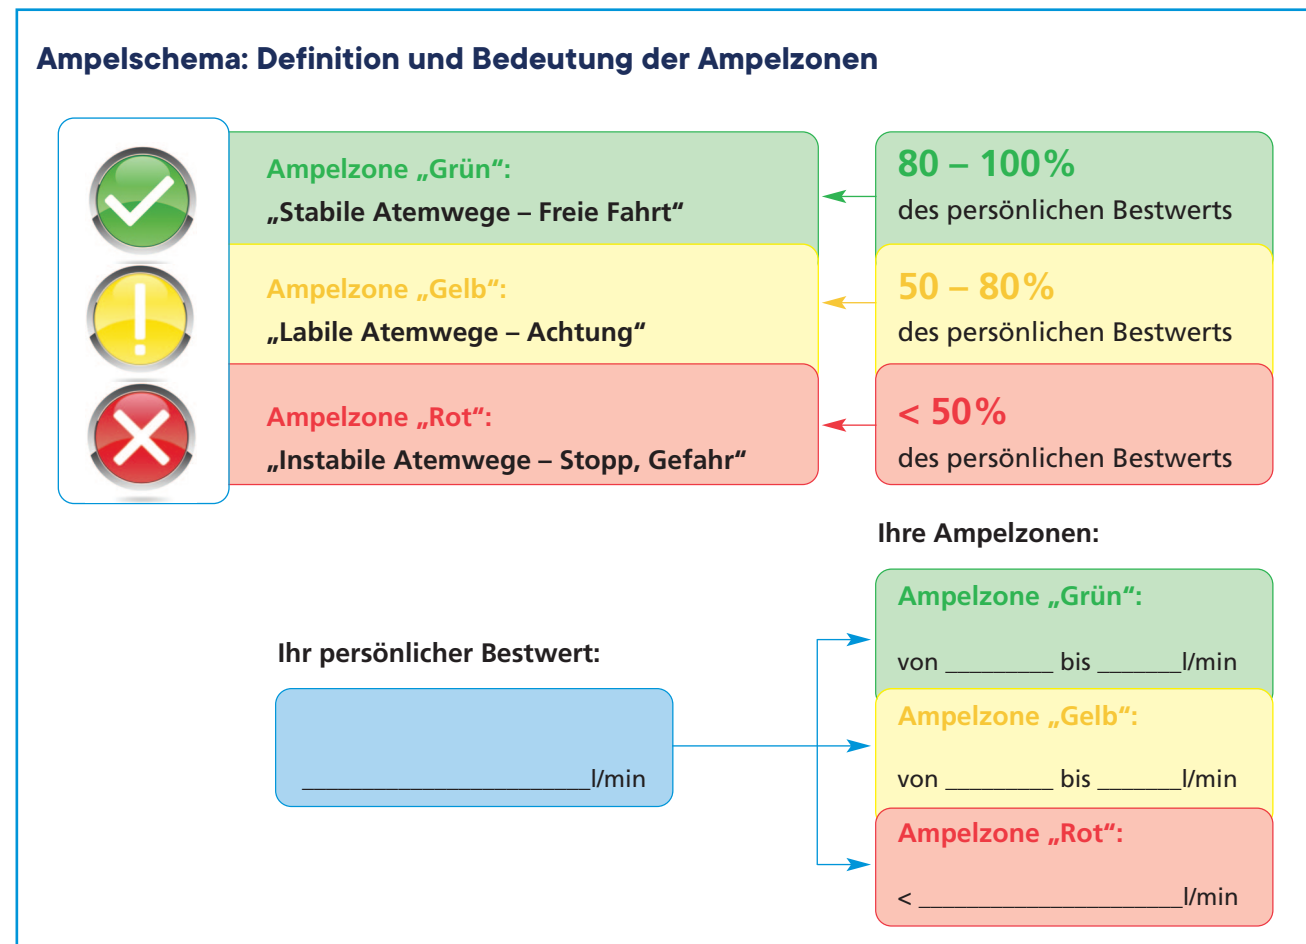 Ampelschema: Definition und Bedeutung der Ampelzonen
Ampelzone „Grün“:
„Stabile Atemwege – Freie Fahrt“
80 – 100%
des persönlichen Bestwerts
Ampelzone „Gelb“:
„Labile Atemwege – Achtung“
50 – 80%
des persönlichen Bestwerts
Ampelzone „Rot“:
„Instabile Atemwege – Stopp, Gefahr“
< 50%
des persönlichen Bestwerts
Ihr persönlicher Bestwert:
________________________l/min
Ihre Ampelzonen:
Ampelzone „Grün“:
von _________ bis _______l/min
Ampelzone „Gelb“:
von _________ bis _______l/min
Ampelzone „Rot“:
< ______________________l/min